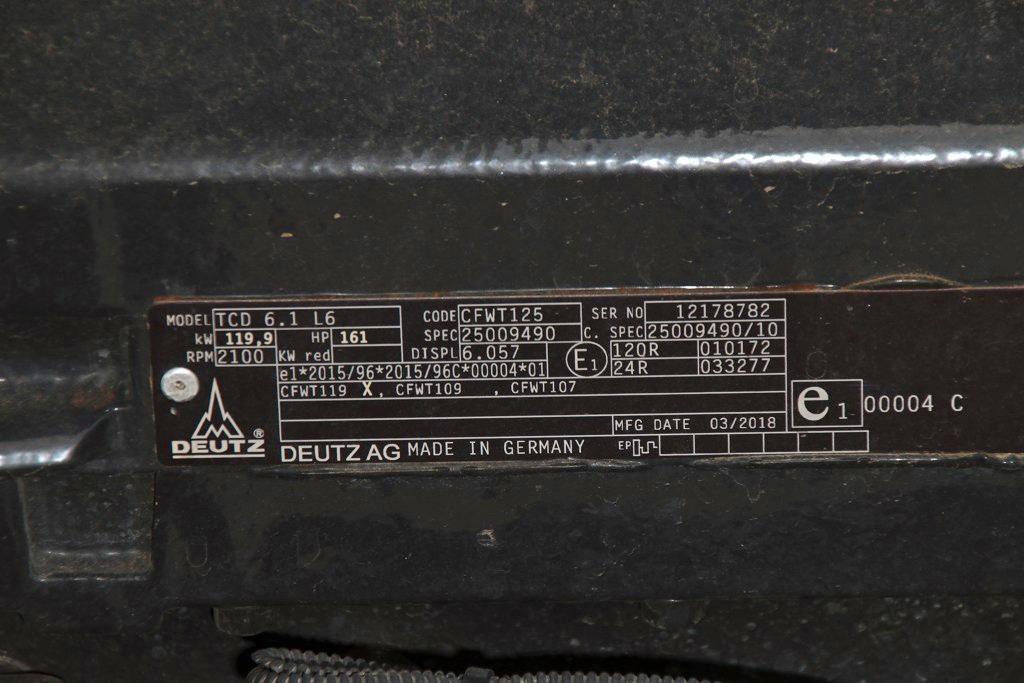 MODEL TCD 6.1 L6 CODE CFWT125 SER NO 12178782
kW 119,9 HP 161 SPEC 25009490 C. SPEC 25009490/10
RPM 2100 KW red DISPL 6.057 E1 120R 010172
24R 033277
e1*2015/96*2015/96C*00004*01
CFWT119 X, CFWT109 , CFWT107
e 1 00004 C
MFG DATE 03/2018
DEUTZ® DEUTZ AG MADE IN GERMANY EP